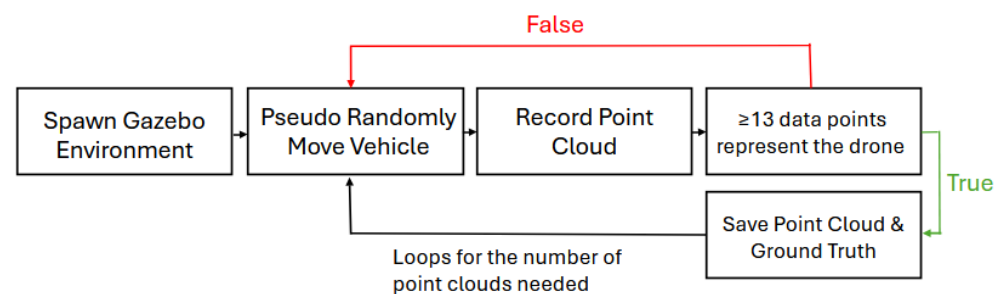 False
Spawn Gazebo
Environment
Pseudo Randomly
Move Vehicle
Record Point
Cloud
≥13 data points
represent the drone
True
Save Point Cloud &
Ground Truth
Loops for the number of
point clouds needed